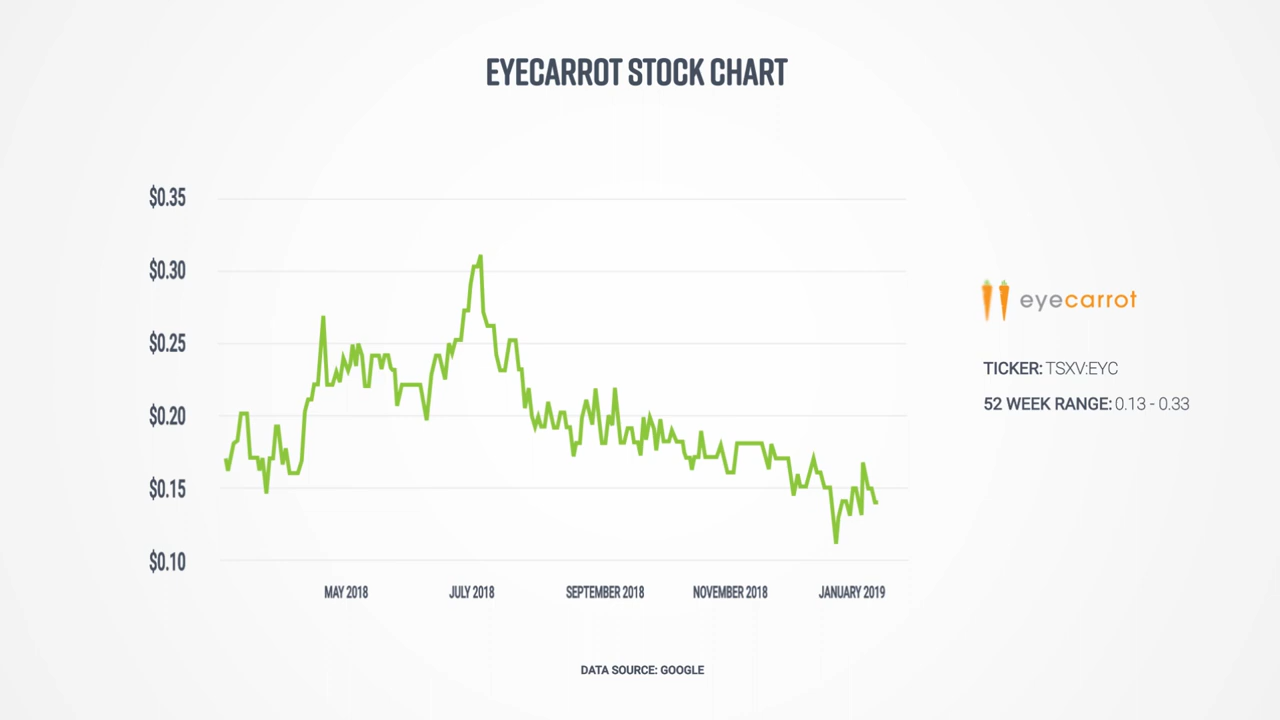 EYECARROT STOCK CHART
$0.35
$0.30
$0.25
$0.20
$0.15
$0.10
MAY 2018 JULY 2018 SEPTEMBER 2018 NOVEMBER 2018 JANUARY 2019
eyecarrot
TICKER: TSXV:EYC
52 WEEK RANGE: 0.13 - 0.33
DATA SOURCE: GOOGLE